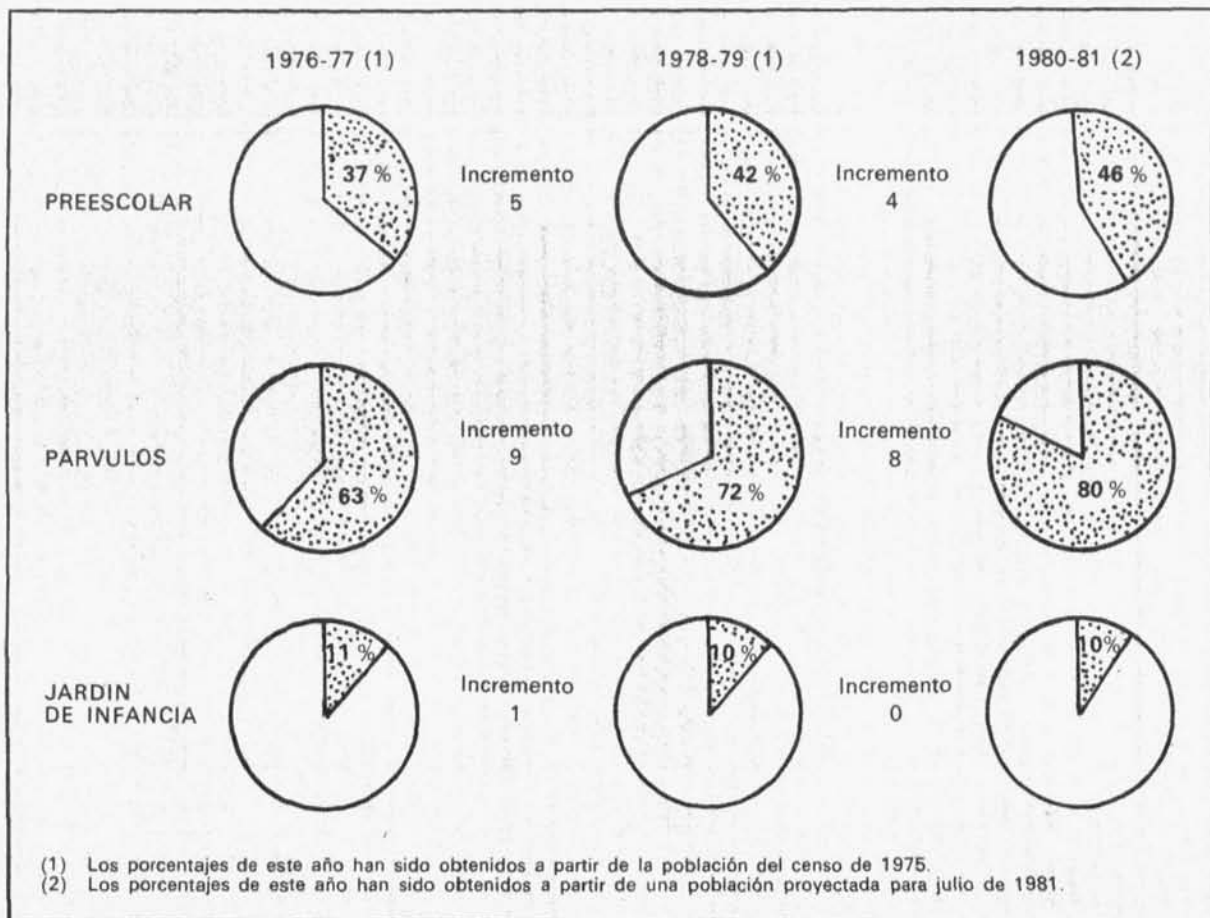 1976-77 (1) 1978-79 (1) 1980-81 (2)
PREESCOLAR 37 % Incremento 5 42 % Incremento 4 46 %
PARVULOS 63 % Incremento 9 72 % Incremento 8 80 %
JARDIN
DE INFANCIA 11 % Incremento 1 10 % Incremento 0 10%
(1) Los porcentajes de este año han sido obtenidos a partir de la población del censo de 1975.
(2) Los porcentajes de este año han sido obtenidos a partir de una población proyectada para julio de 1981.